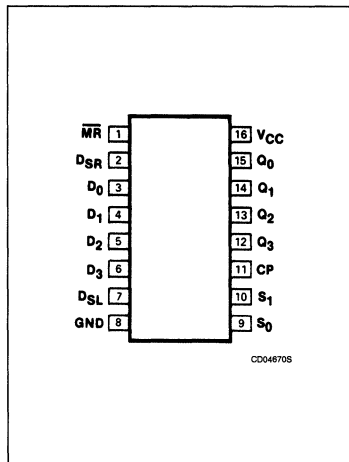 M̅R̅ 1 16 VCC
DSR 2 15 Q0
D0 3 14 Q1
D1 4 13 Q2
D2 5 12 Q3
D3 6 11 CP
DSL 7 10 S1
GND 8 9 S0
CD04670S